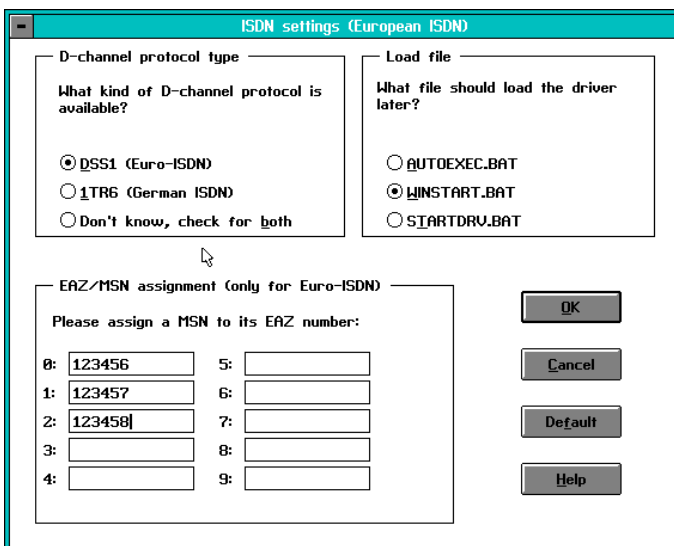 ISDN settings (European ISDN)
D-channel protocol type
What kind of D-channel protocol is
available?
DSS1 (Euro-ISDN)
1TR6 (German ISDN)
Don't know, check for both
Load file
What file should load the driver
later?
AUTOEXEC.BAT
WINSTART.BAT
STARTDRV.BAT
EAZ/MSN assignment (only for Euro-ISDN)
Please assign a MSN to its EAZ number:
0: 123456
1: 123457
2: 123458
3:
4:
5:
6:
7:
8:
9:
OK
Cancel
Default
Help